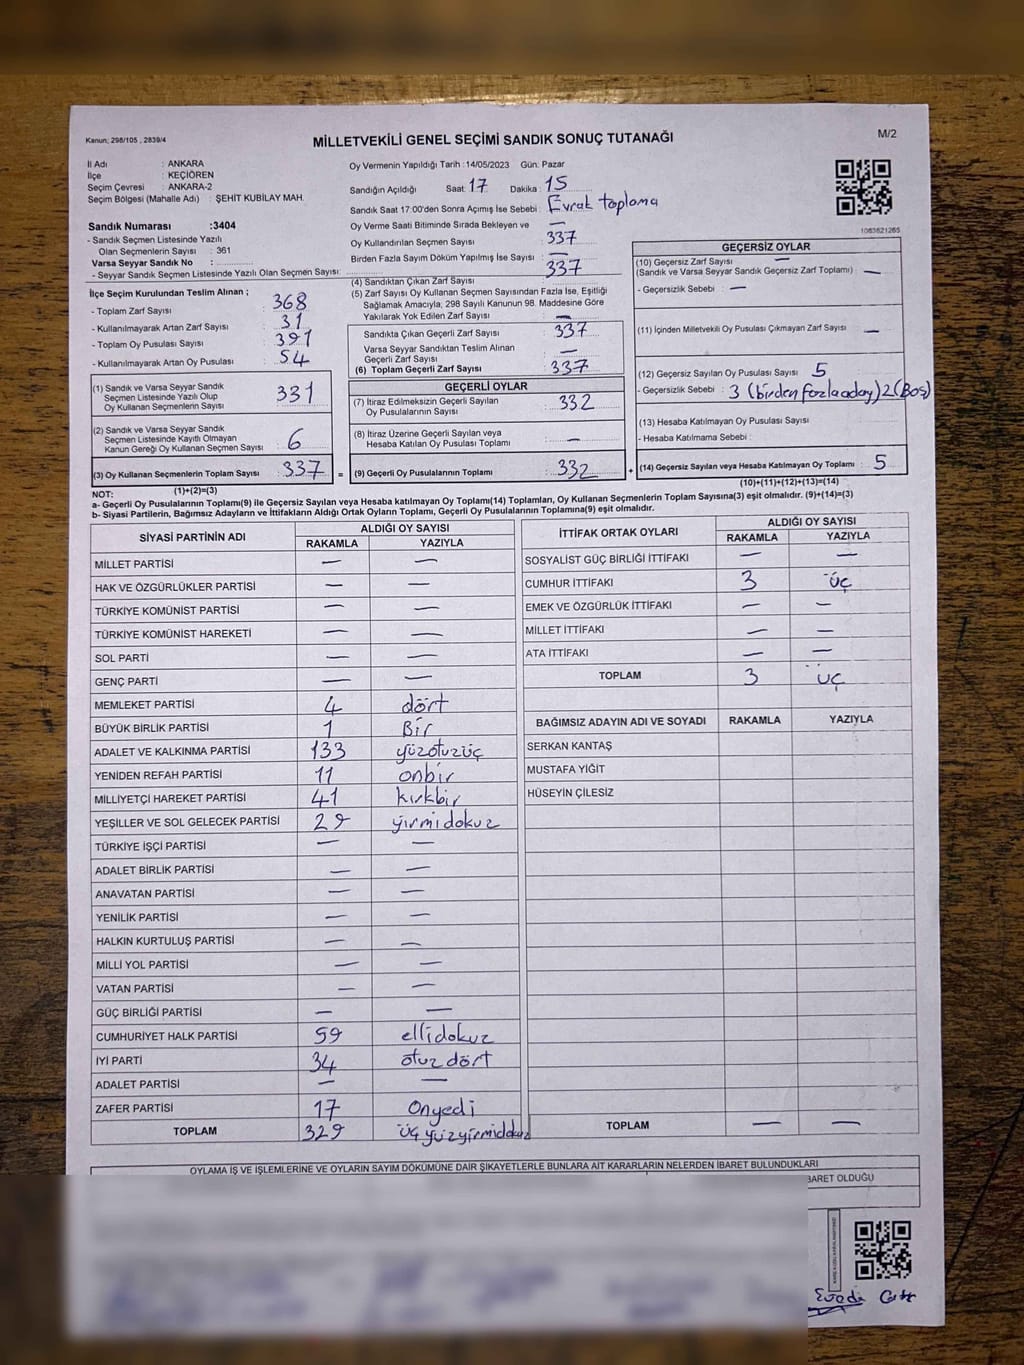 Kanun; 298/105 , 2839/4
MİLLETVEKİLİ GENEL SEÇİMİ SANDIK SONUÇ TUTANAĞI
M/2
İl Adı : ANKARA
İlçe : KEÇİÖREN
Seçim Çevresi : ANKARA-2
Seçim Bölgesi (Mahalle Adı) : ŞEHİT KUBİLAY MAH.
Sandık Numarası :3404
- Sandık Seçmen Listesinde Yazılı
Olan Seçmenlerin Sayısı : 361
Varsa Seyyar Sandık No :
- Seyyar Sandık Seçmen Listesinde Yazılı Olan Seçmen Sayısı:
Oy Vermenin Yapıldığı Tarih :14/05/2023 Gün: Pazar
Sandığın Açıldığı Saat: 17 Dakika : 15
Sandık Saat 17:00'den Sonra Açmış İse Sebebi : Evrak toplama
Oy Verme Saati Bitiminde Sırada Bekleyen ve —
Oy Kullandırılan Seçmen Sayısı : 337
Birden Fazla Sayım Döküm Yapılmış İse Sayısı : —
1063621265
İlçe Seçim Kurulundan Teslim Alınan ;
- Toplam Zarf Sayısı : 368
- Kullanılmayarak Artan Zarf Sayısı : 31
- Toplam Oy Pusulası Sayısı : 391
- Kullanılmayarak Artan Oy Pusulası : 54
(1) Sandık ve Varsa Seyyar Sandık
Seçmen Listesinde Yazılı Olup
Oy Kullanan Seçmenlerin Sayısı : 331
(2) Sandık ve Varsa Seyyar Sandık
Seçmen Listesinde Kayıtlı Olmayan
Kanun Gereği Oy Kullanan Seçmen Sayısı : 6
(3) Oy Kullanan Seçmenlerin Toplam Sayısı : 337 =
(1)+(2)=(3)
(4) Sandıktan Çıkan Zarf Sayısı : 337
(5) Zarf Sayısı Oy Kullanan Seçmen Sayısından Fazla İse, Eşitliği
Sağlamak Amacıyla, 298 Sayılı Kanunun 98. Maddesine Göre
Yakılarak Yok Edilen Zarf Sayısı : —
Sandıkta Çıkan Geçerli Zarf Sayısı : 337
Varsa Seyyar Sandıktan Teslim Alınan
Geçerli Zarf Sayısı : —
(6) Toplam Geçerli Zarf Sayısı : 337
GEÇERLİ OYLAR
(7) İtiraz Edilmeksizin Geçerli Sayılan
Oy Pusulalarının Sayısı : 332
(8) İtiraz Üzerine Geçerli Sayılan veya
Hesaba Katılan Oy Pusulası Toplamı : —
(9) Geçerli Oy Pusulalarının Toplamı : 332 +
GEÇERSİZ OYLAR
(10) Geçersiz Zarf Sayısı —
(Sandık ve Varsa Seyyar Sandık Geçersiz Zarf Toplamı) : —
- Geçersizlik Sebebi : —
(11) İçinden Milletvekili Oy Pusulası Çıkmayan Zarf Sayısı : —
(12) Geçersiz Sayılan Oy Pusulası Sayısı : 5
- Geçersizlik Sebebi : 3 (birden fazla aday) 2 (Boş)
(13) Hesaba Katılmayan Oy Pusulası Sayısı :
- Hesaba Katılmama Sebebi :
(14) Geçersiz Sayılan veya Hesaba Katılmayan Oy Toplamı : 5
(10)+(11)+(12)+(13)=(14)
NOT:
a- Geçerli Oy Pusulalarının Toplamı(9) ile Geçersiz Sayılan veya Hesaba katılmayan Oy Toplamı(14) Toplamları, Oy Kullanan Seçmenlerin Toplam Sayısına(3) eşit olmalıdır. (9)+(14)=(3)
b- Siyasi Partilerin, Bağımsız Adayların ve İttifakların Aldığı Ortak Oyların Toplamı, Geçerli Oy Pusulalarının Toplamına(9) eşit olmalıdır.
SİYASİ PARTİNİN ADI ALDIĞI OY SAYISI
RAKAMLA YAZIYLA
MİLLET PARTİSİ — —
HAK VE ÖZGÜRLÜKLER PARTİSİ — —
TÜRKİYE KOMÜNİST PARTİSİ — —
TÜRKİYE KOMÜNİST HAREKETİ — —
SOL PARTİ — —
GENÇ PARTİ — —
MEMLEKET PARTİSİ 4 dört
BÜYÜK BİRLİK PARTİSİ 1 Bir
ADALET VE KALKINMA PARTİSİ 133 yüzotuzüç
YENİDEN REFAH PARTİSİ 11 onbir
MİLLİYETÇİ HAREKET PARTİSİ 41 kırkbir
YEŞİLLER VE SOL GELECEK PARTİSİ 29 yirmidokuz
TÜRKİYE İŞÇİ PARTİSİ — —
ADALET BİRLİK PARTİSİ — —
ANAVATAN PARTİSİ — —
YENİLİK PARTİSİ — —
HALKIN KURTULUŞ PARTİSİ — —
MİLLİ YOL PARTİSİ — —
VATAN PARTİSİ — —
GÜÇ BİRLİĞİ PARTİSİ — —
CUMHURİYET HALK PARTİSİ 59 ellidokuz
İYİ PARTİ 34 otuz dört
ADALET PARTİSİ — —
ZAFER PARTİSİ 17 Onyedi
TOPLAM 329 üçyüzyirmidokuz
İTTİFAK ORTAK OYLARI ALDIĞI OY SAYISI
RAKAMLA YAZIYLA
SOSYALİST GÜÇ BİRLİĞİ İTTİFAKI — —
CUMHUR İTTİFAKI 3 üç
EMEK VE ÖZGÜRLÜK İTTİFAKI — —
MİLLET İTTİFAKI — —
ATA İTTİFAKI — —
TOPLAM 3 üç
BAĞIMSIZ ADAYIN ADI VE SOYADI RAKAMLA YAZIYLA
SERKAN KANTAŞ
MUSTAFA YİĞİT
HÜSEYİN ÇİLESİZ
TOPLAM — —
OYLAMA İŞ VE İŞLEMLERİNE VE OYLARIN SAYIM DÖKÜMÜNE DAİR ŞİKAYETLERLE BUNLARA AİT KARARLARIN NELERDEN İBARET BULUNDUKLARI
BARET OLDUĞU